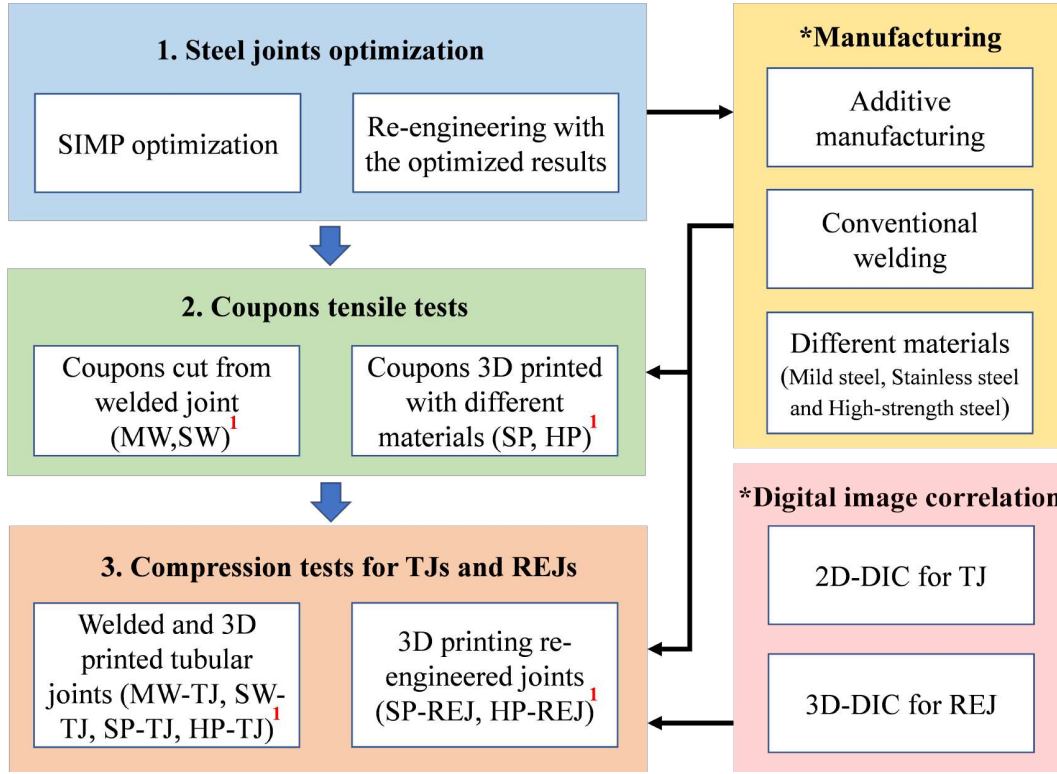 1. Steel joints optimization
SIMP optimization
Re-engineering with
the optimized results
2. Coupons tensile tests
Coupons cut from
welded joint
(MW,SW)1
Coupons 3D printed
with different
materials (SP, HP)1
3. Compression tests for TJs and REJs
Welded and 3D
printed tubular
joints (MW-TJ, SW-
TJ, SP-TJ, HP-TJ)1
3D printing re-
engineered joints
(SP-REJ, HP-REJ)1
*Manufacturing
Additive
manufacturing
Conventional
welding
Different materials
(Mild steel, Stainless steel
and High-strength steel)
*Digital image correlation
2D-DIC for TJ
3D-DIC for REJ